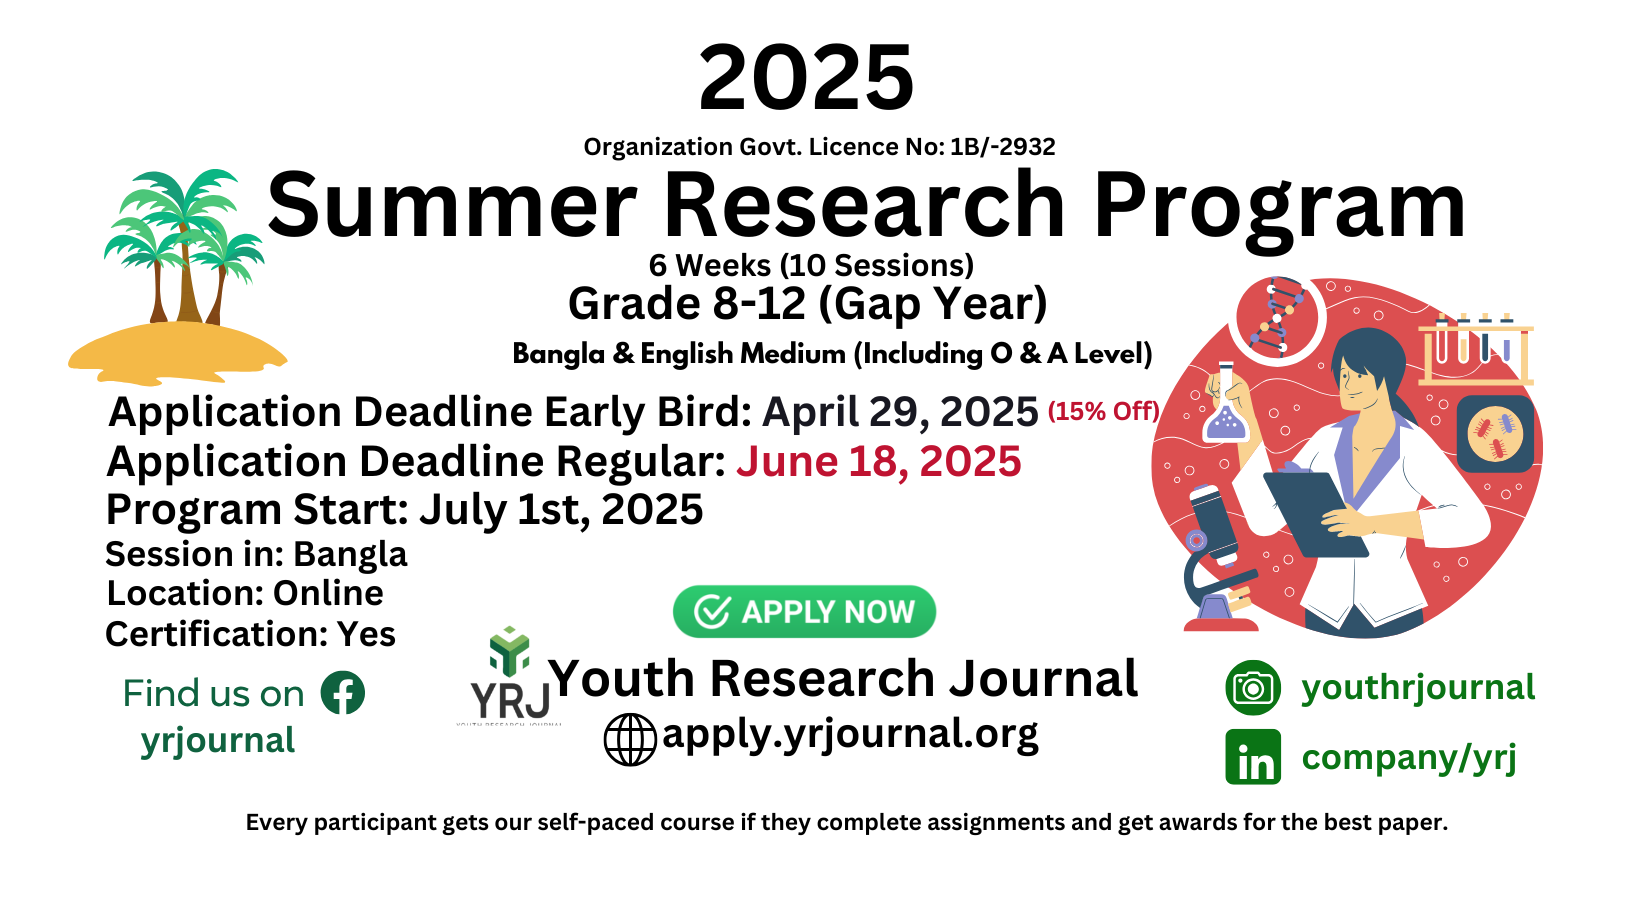 2025
Organization Govt. Licence No: 1B/-2932
Summer Research Program
6 Weeks (10 Sessions)
Grade 8-12 (Gap Year)
Bangla & English Medium (Including O & A Level)
Application Deadline Early Bird: April 29, 2025 (15% Off)
Application Deadline Regular: June 18, 2025
Program Start: July 1st, 2025
Session in: Bangla
Location: Online
Certification: Yes
APPLY NOW
Find us on
yrjournal
YRJ
YOUTH RESEARCH JOURNAL
Youth Research Journal
apply.yrjournal.org
youthrjournal
in company/yrj
Every participant gets our self-paced course if they complete assignments and get awards for the best paper.